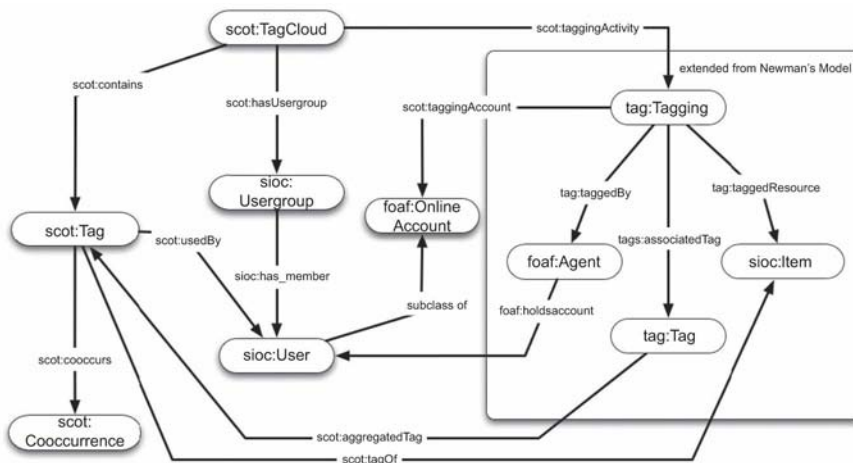 scot:TagCloud
scot:taggingActivity
extended from Newman's Model
scot:contains
scot:hasUsergroup
scot:taggingAccount
tag:Tagging
sioc:
Usergroup
foaf:Online
Account
tag:taggedBy
tag:taggedResource
scot:Tag
scot:usedBy
tags:associatedTag
foaf:Agent
sioc:Item
sioc:has_member
subclass of
foaf:holdsaccount
sioc:User
tag:Tag
scot:cooccurs
scot:
Cooccurrence
scot:aggregatedTag
scot:tagOf